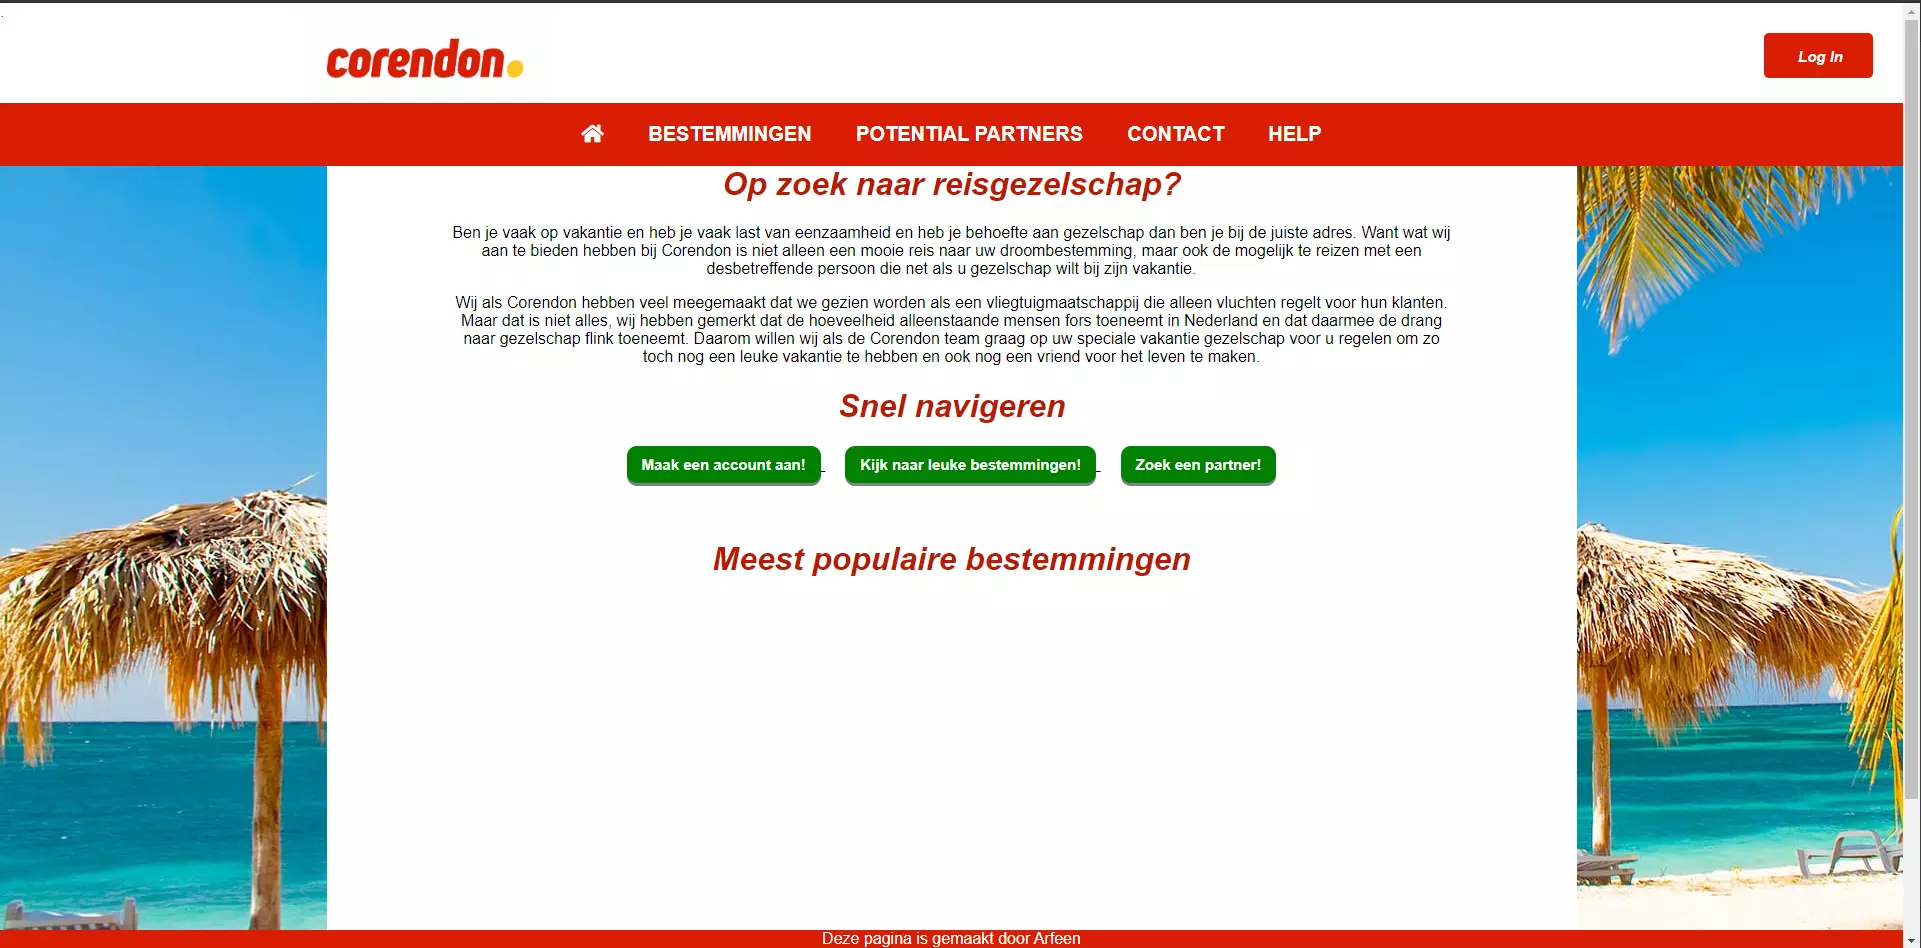 corendon.
Log In
BESTEMMINGEN POTENTIAL PARTNERS CONTACT HELP
Op zoek naar reisgezelschap?
Ben je vaak op vakantie en heb je vaak last van eenzaamheid en heb je behoefte aan gezelschap dan ben je bij de juiste adres. Want wat wij
aan te bieden hebben bij Corendon is niet alleen een mooie reis naar uw droombestemming, maar ook de mogelijk te reizen met een
desbetreffende persoon die net als u gezelschap wilt bij zijn vakantie.
Wij als Corendon hebben veel meegemaakt dat we gezien worden als een vliegtuigmaatschappij die alleen vluchten regelt voor hun klanten.
Maar dat is niet alles, wij hebben gemerkt dat de hoeveelheid alleenstaande mensen fors toeneemt in Nederland en dat daarmee de drang
naar gezelschap flink toeneemt. Daarom willen wij als de Corendon team graag op uw speciale vakantie gezelschap voor u regelen om zo
toch nog een leuke vakantie te hebben en ook nog een vriend voor het leven te maken.
Snel navigeren
Maak een account aan! Kijk naar leuke bestemmingen! Zoek een partner!
Meest populaire bestemmingen
Deze pagina is gemaakt door Arfeen